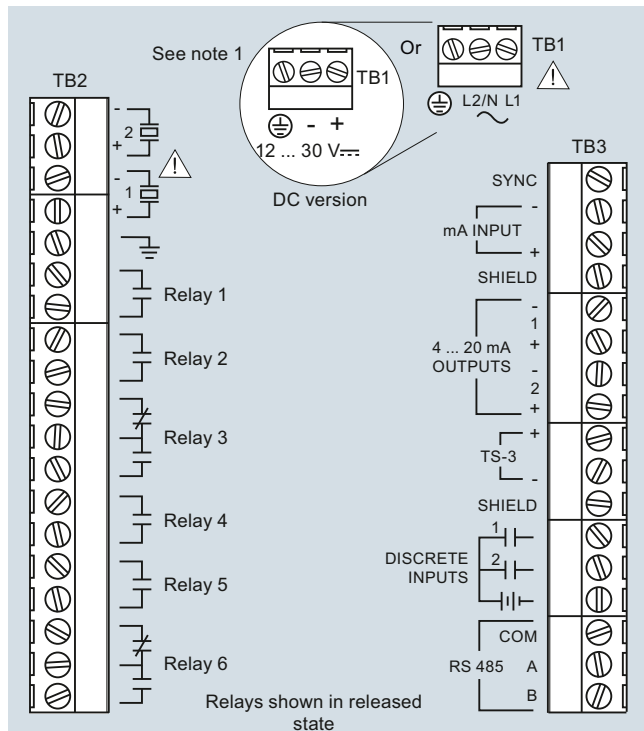 See note 1
Or
TB1
TB1
L2/N L1
- +
12 ... 30 V
DC version
TB2
-
2
+
-
1
+
Relay 1
Relay 2
Relay 3
Relay 4
Relay 5
Relay 6
Relays shown in released
state
TB3
SYNC
-
mA INPUT
+
SHIELD
-
1
+
4 ... 20 mA
OUTPUTS
-
2
+
+
TS-3
-
SHIELD
1
DISCRETE
INPUTS
2
COM
RS 485
A
B